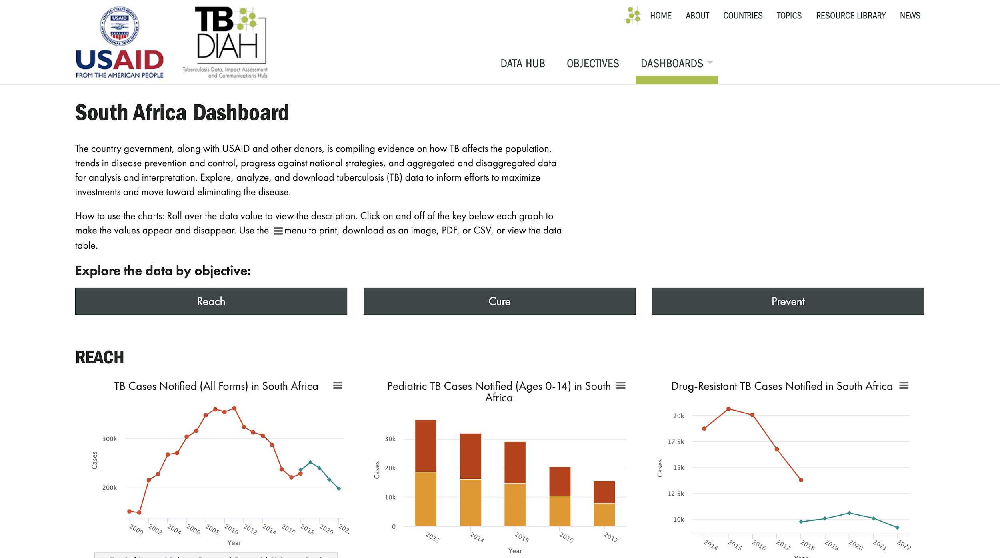 UNITED STATES AGENCY
USAID
INTERNATIONAL DEVELOPMENT
USAID
FROM THE AMERICAN PEOPLE
TB
DIAH
Tuberculosis Data, Impact Assessment
and Communications Hub
HOME ABOUT COUNTRIES TOPICS RESOURCE LIBRARY NEWS
DATA HUB OBJECTIVES DASHBOARDS
South Africa Dashboard
The country government, along with USAID and other donors, is compiling evidence on how TB affects the population,
trends in disease prevention and control, progress against national strategies, and aggregated and disaggregated data
for analysis and interpretation. Explore, analyze, and download tuberculosis (TB) data to inform efforts to maximize
investments and move toward eliminating the disease.
How to use the charts: Roll over the data value to view the description. Click on and off of the key below each graph to
make the values appear and disappear. Use the menu to print, download as an image, PDF, or CSV, or view the data
table.
Explore the data by objective:
Reach
Cure
Prevent
REACH
TB Cases Notified (All Forms) in South Africa
300k
200k
Cases
2000 2002 2004 2006 2008 2010 2012 2014 2016 2018 2020
Year
Pediatric TB Cases Notified (Ages 0-14) in South
Africa
30k
20k
10k
0
Cases
2013 2014 2015 2016 2017
Year
Drug-Resistant TB Cases Notified in South Africa
20k
17.5k
15k
12.5k
10k
Cases
2014 2015 2016 2017 2018 2019 2020 2021 2022
Year